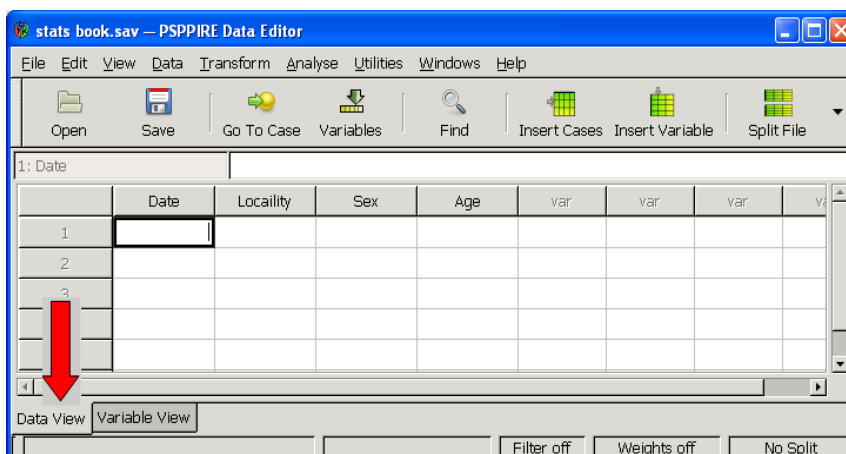 stats book.sav — PSPPIRE Data Editor
File Edit View Data Transform Analyse Utilities Windows Help
Open Save Go To Case Variables Find Insert Cases Insert Variable Split File
1: Date
Date Locaility Sex Age var var var
1
2
3
Data View Variable View
Filter off Weights off No Split